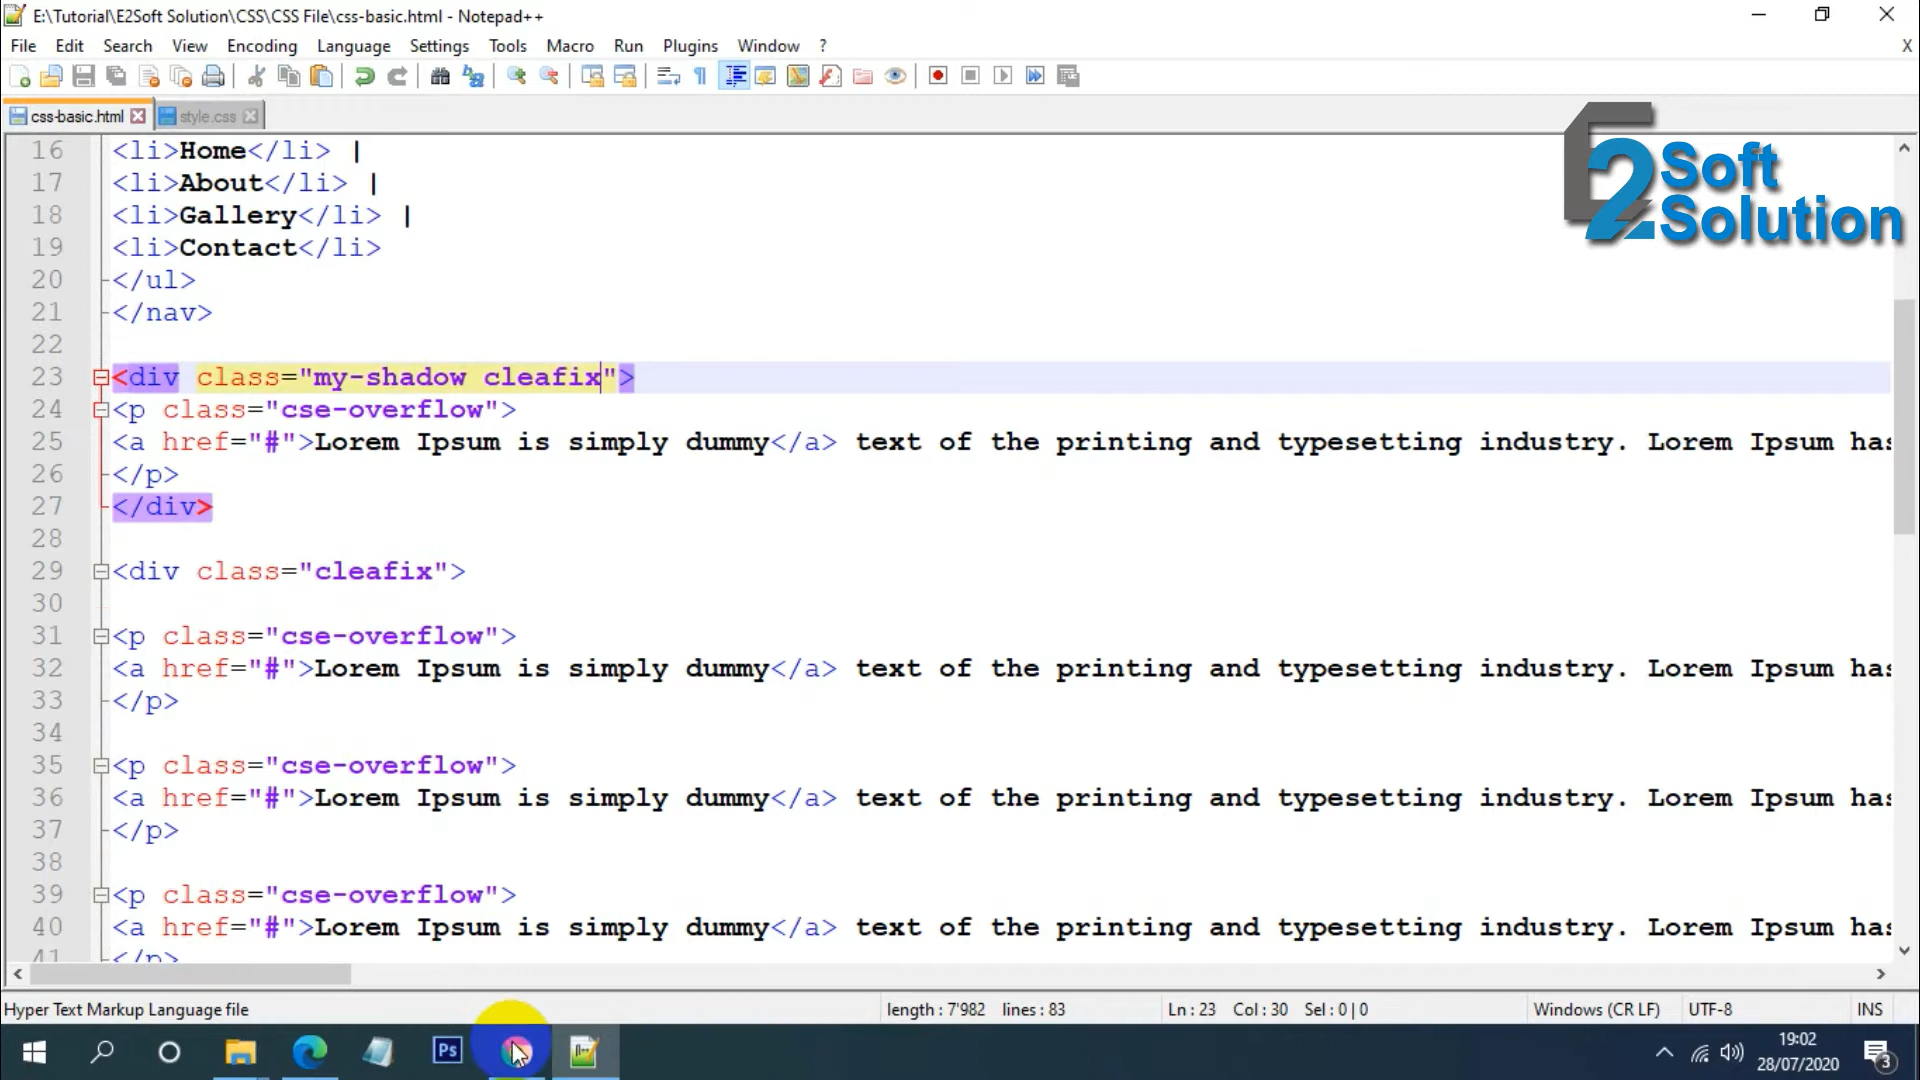 E:\Tutorial\E2Soft Solution\CSS\CSS File\css-basic.html - Notepad++
File Edit Search View Encoding Language Settings Tools Macro Run Plugins Window ? X
css-basic.html style.css
E2 Soft
Solution
16 <li>Home</li> |
17 <li>About</li> |
18 <li>Gallery</li> |
19 <li>Contact</li>
20 </ul>
21 </nav>
22
23 <div class="my-shadow cleafix">
24 <p class="cse-overflow">
25 <a href="#">Lorem Ipsum is simply dummy</a> text of the printing and typesetting industry. Lorem Ipsum has
26 </p>
27 </div>
28
29 <div class="cleafix">
30
31 <p class="cse-overflow">
32 <a href="#">Lorem Ipsum is simply dummy</a> text of the printing and typesetting industry. Lorem Ipsum has
33 </p>
34
35 <p class="cse-overflow">
36 <a href="#">Lorem Ipsum is simply dummy</a> text of the printing and typesetting industry. Lorem Ipsum has
37 </p>
38
39 <p class="cse-overflow">
40 <a href="#">Lorem Ipsum is simply dummy</a> text of the printing and typesetting industry. Lorem Ipsum has
41 </p>
Hyper Text Markup Language file length : 7'982 lines : 83 Ln : 23 Col : 30 Sel : 0 | 0 Windows (CR LF) UTF-8 INS
Ps
19:02
28/07/2020
3